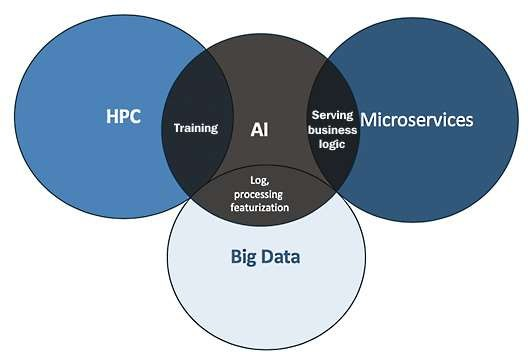 HPC
Training
AI
Serving
business
logic
Microservices
Log,
processing
featurization
Big Data